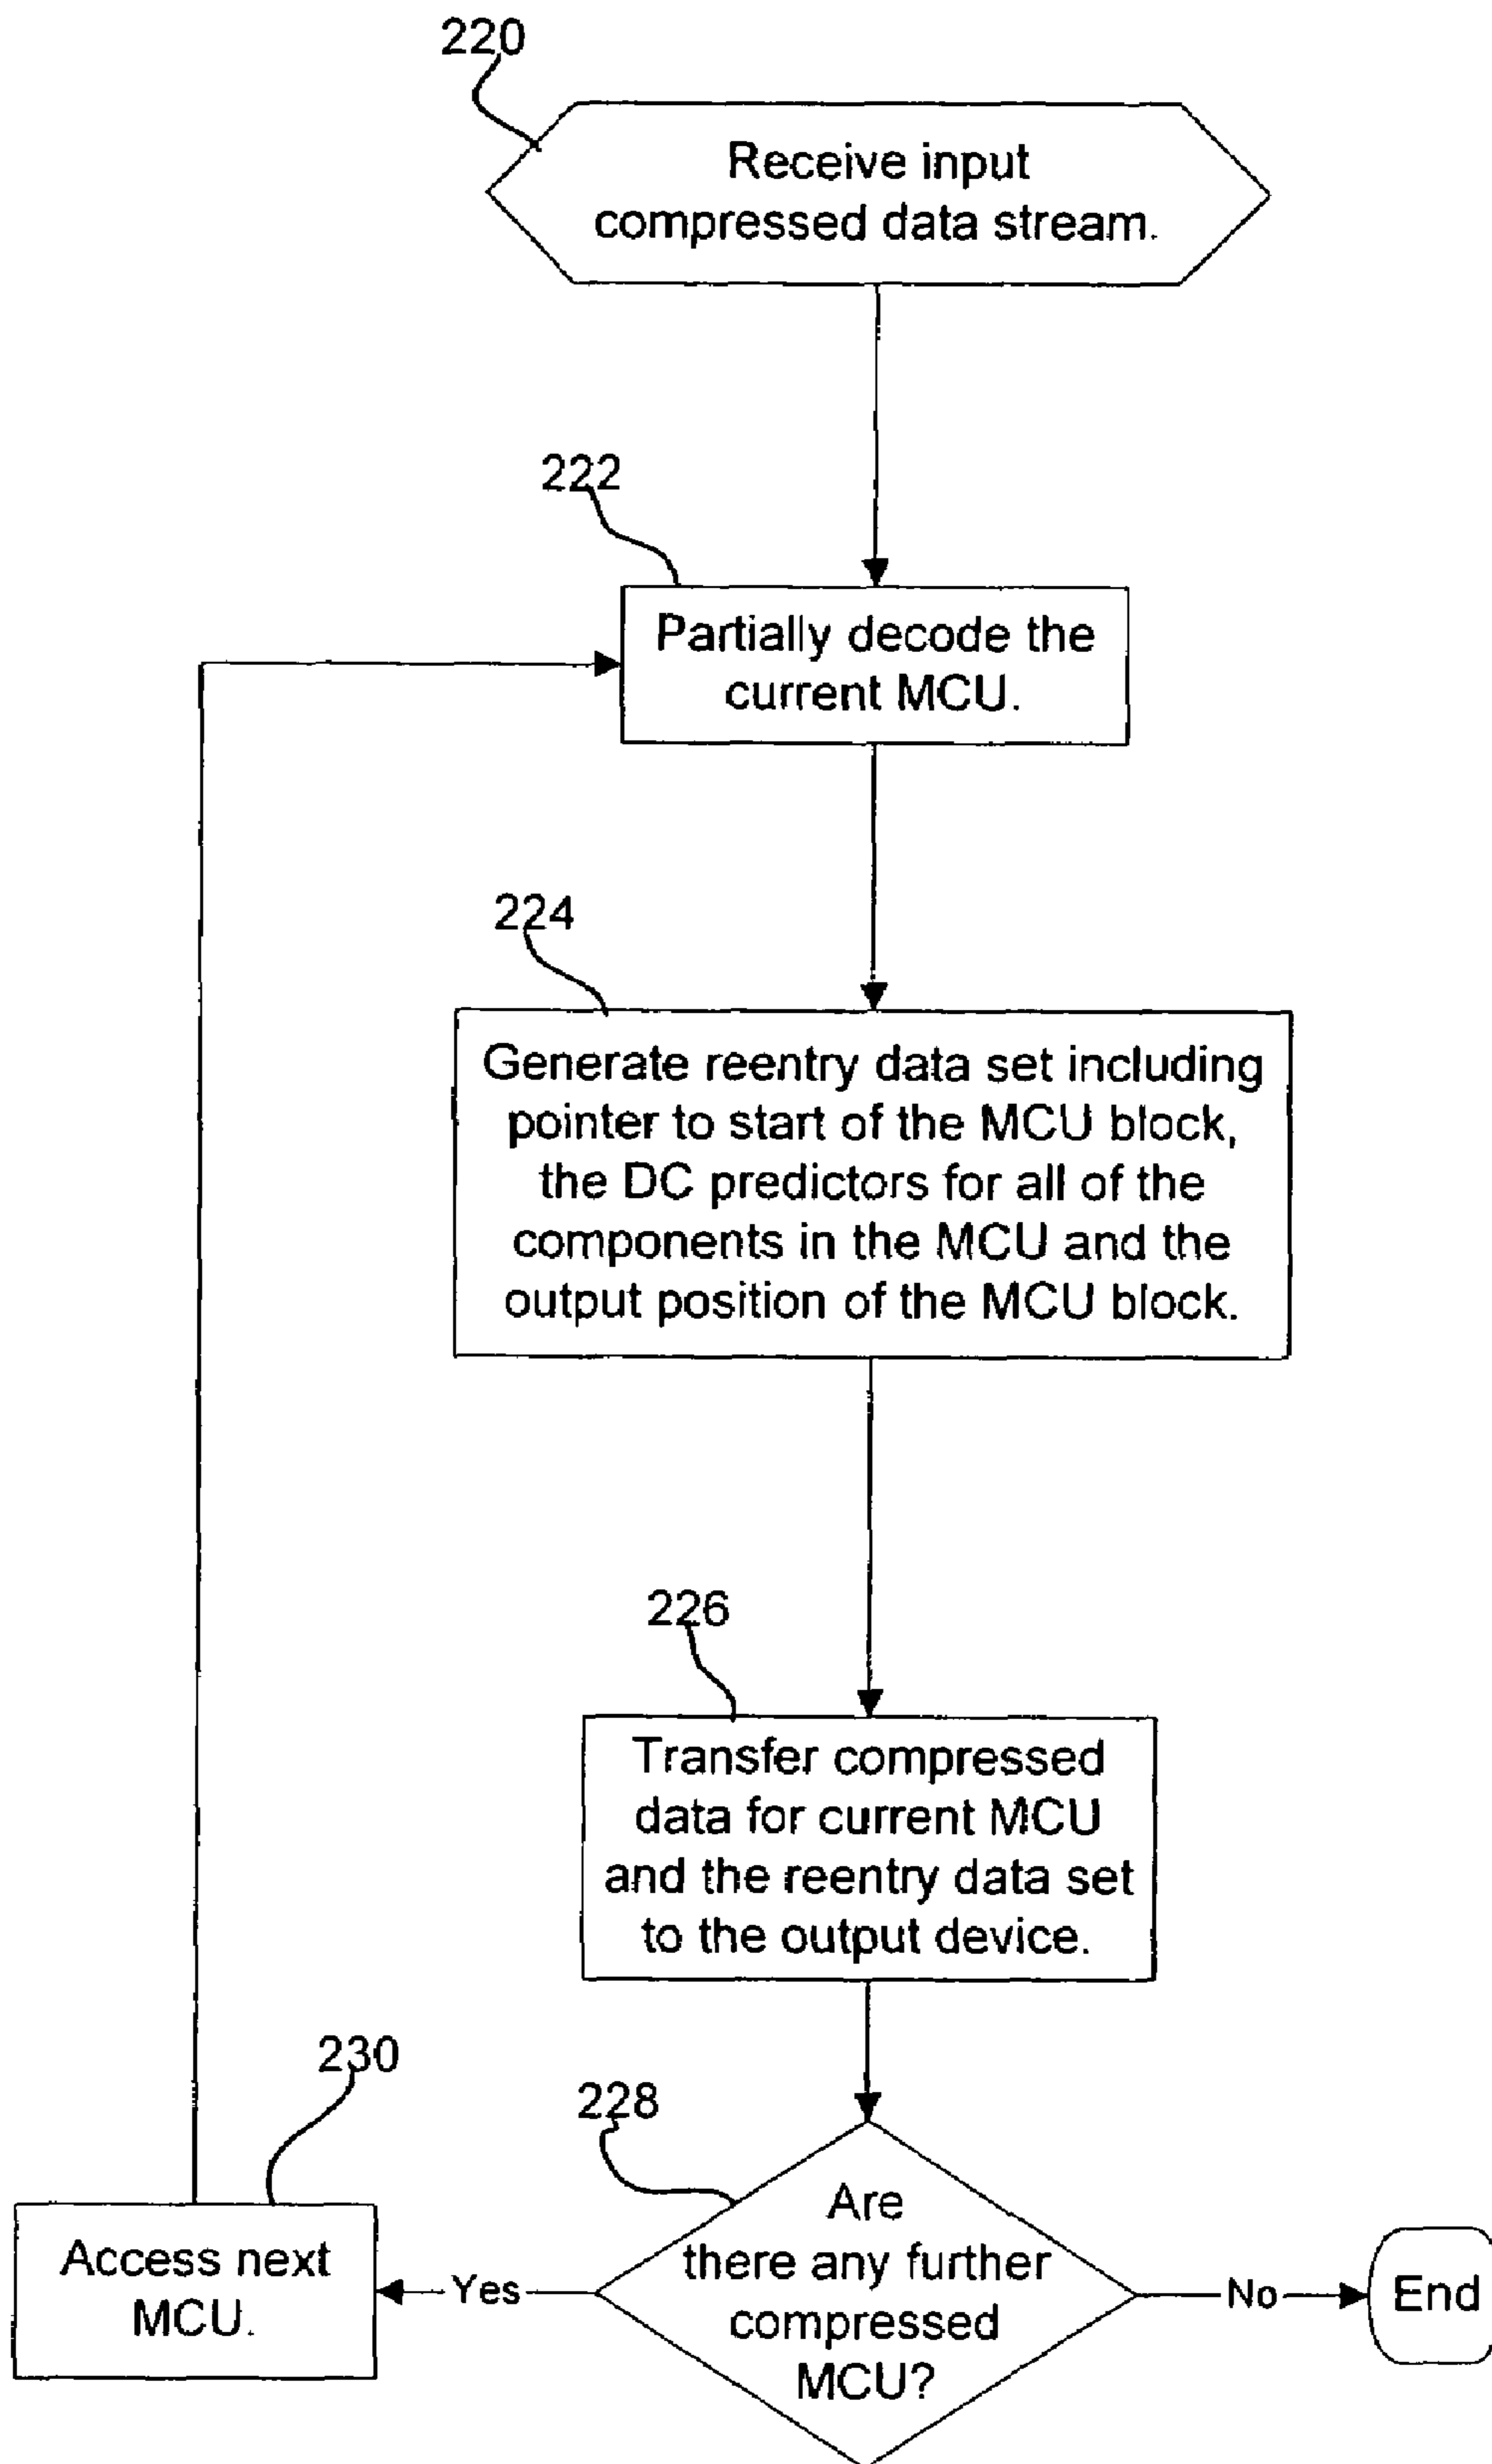 220
Receive input
compressed data stream.
222
Partially decode the
current MCU.
224
Generate reentry data set including
pointer to start of the MCU block,
the DC predictors for all of the
components in the MCU and the
output position of the MCU block.
226
Transfer compressed
data for current MCU
and the reentry data set
to the output device.
230
228
Access next
MCU.
Yes
Are
there any further
compressed
MCU?
No
End